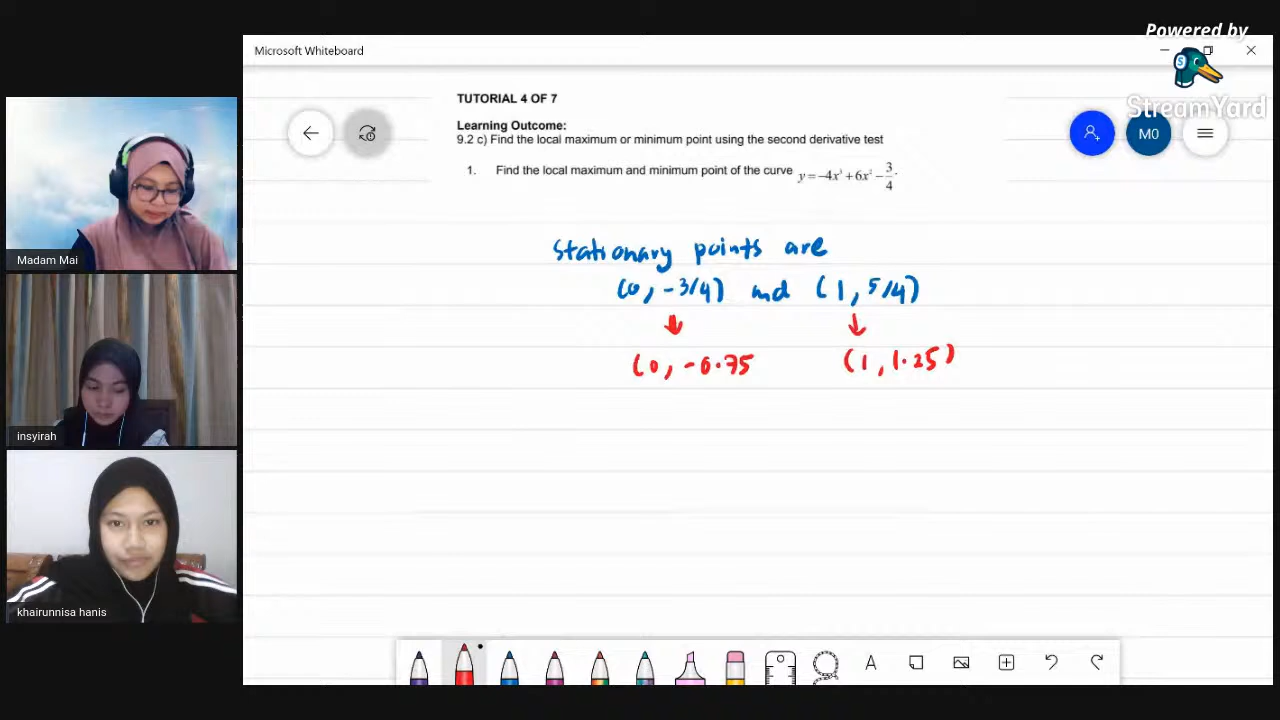 Powered by
StreamYard
Microsoft Whiteboard
TUTORIAL 4 OF 7
Learning Outcome:
9.2 c) Find the local maximum or minimum point using the second derivative test
1. Find the local maximum and minimum point of the curve y = −4x³ + 6x² − 3/4.
M0
stationary points are
(0, -3/4) and (1, 5/4)
(0, -0.75
(1, 1.25)
Madam Mai
insyirah
khairunnisa hanis
A